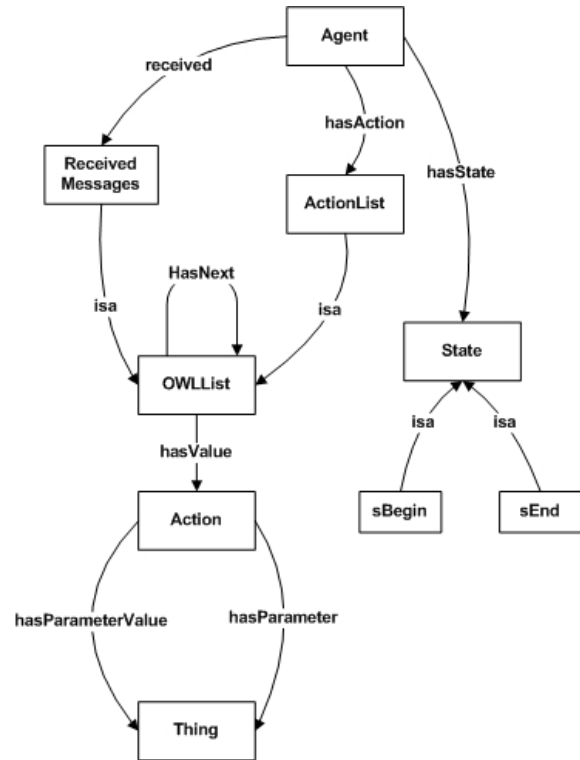 Agent
received
hasAction
Received
Messages
ActionList
hasState
HasNext
isa
isa
State
OWLList
isa
isa
hasValue
Action
sBegin
sEnd
hasParameterValue
hasParameter
Thing